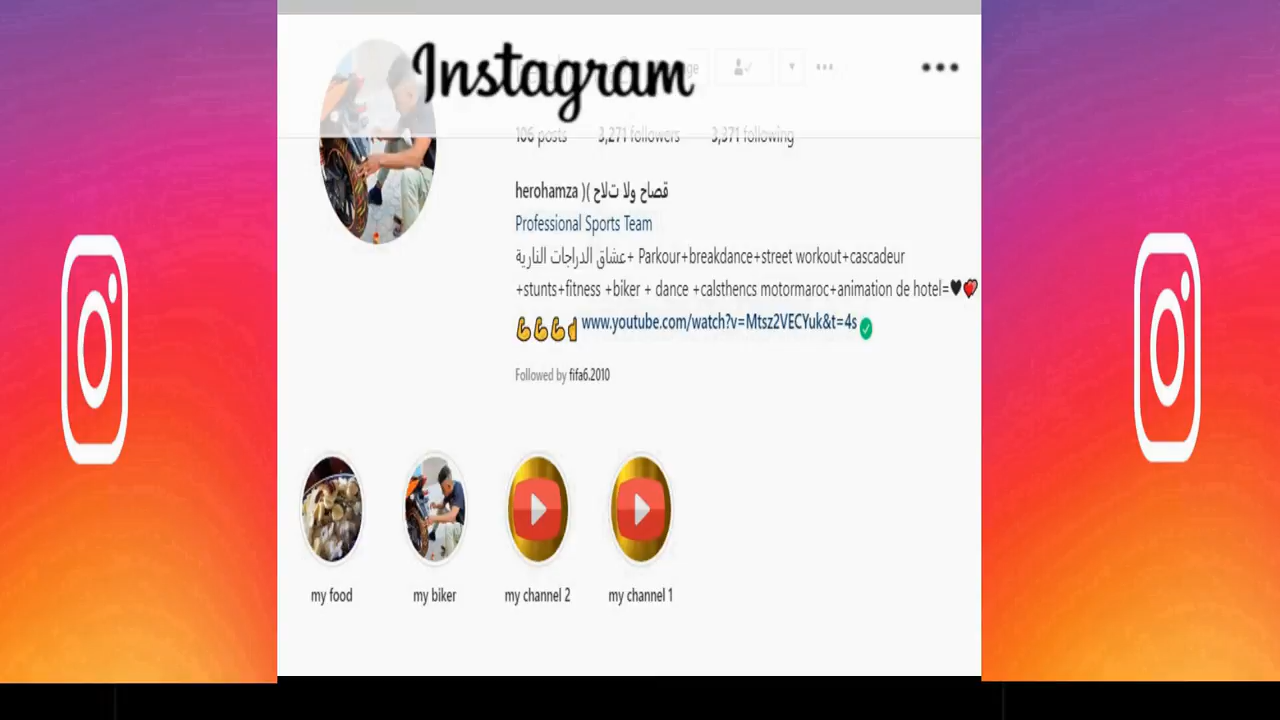 Instagram
106 posts 3,271 followers 3,371 following
herohamza )( قصاح ولا تلاح
Professional Sports Team
عشاق الدراجات النارية+ Parkour+breakdance+street workout+cascadeur
+stunts+fitness +biker + dance +calsthencs motormaroc+animation de hotel=♥💘
💪💪💪☝www.youtube.com/watch?v=Mtsz2VECYuk&t=4s✅
Followed by fifa6.2010
my food my biker my channel 2 my channel 1